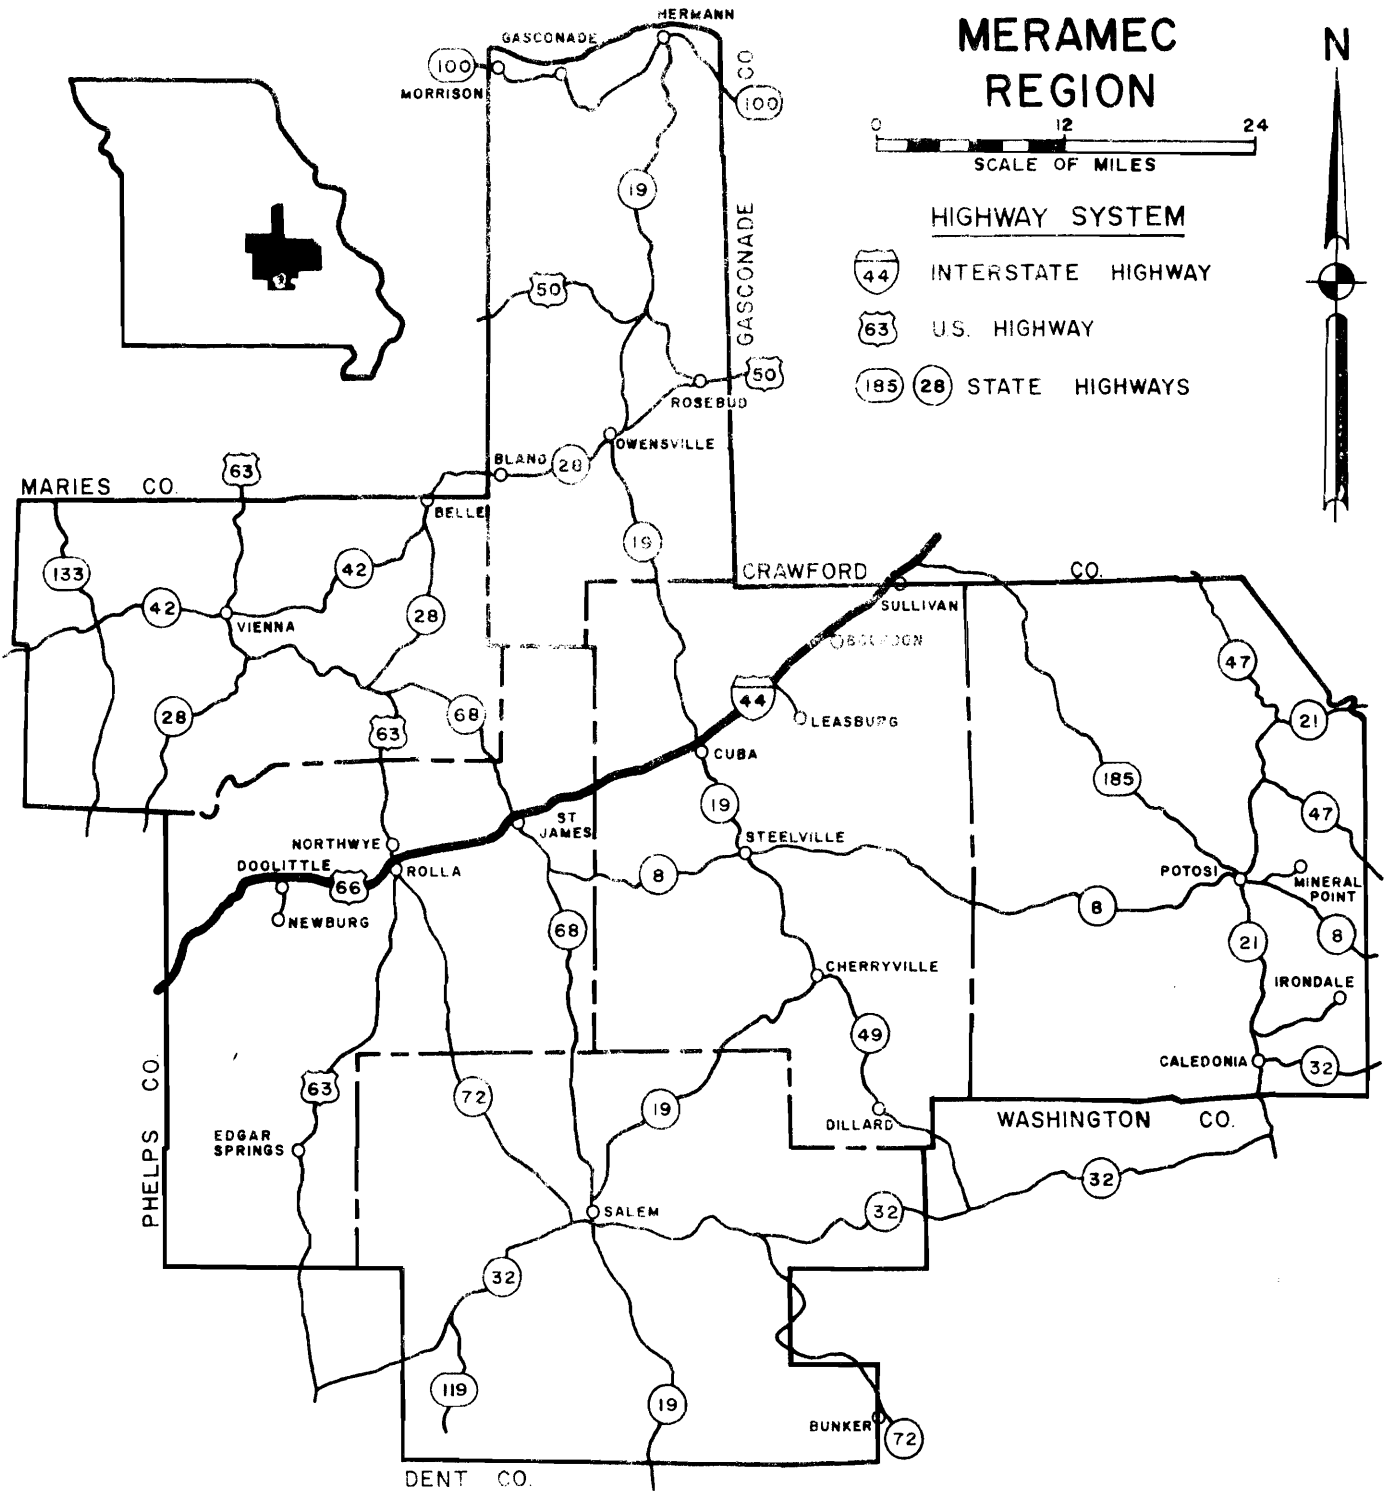 MERAMEC
REGION
N
0 12 24
SCALE OF MILES
HIGHWAY SYSTEM
44 INTERSTATE HIGHWAY
63 U.S. HIGHWAY
185 28 STATE HIGHWAYS
HERMANN
GASCONADE
100
MORRISON
100
GASCONADE CO
19
50
50
ROSEBUD
OWENSVILLE
BLAND
28
63
MARIES CO.
BELLE
19
133
42
42
28
VIENNA
CRAWFORD CO.
SULLIVAN
BOURBON
47
28
63
68
44
LEASBURG
21
CUBA
185
19
47
ST
JAMES
NORTHWYE
STEELVILLE
DOOLITTLE
ROLLA
66
8
POTOSI
MINERAL
POINT
NEWBURG
8
68
21
8
CHERRYVILLE
IRONDALE
49
CALEDONIA
32
PHELPS CO.
63
72
19
DILLARD
WASHINGTON CO.
EDGAR
SPRINGS
32
SALEM
32
32
119
19
BUNKER
72
DENT CO.